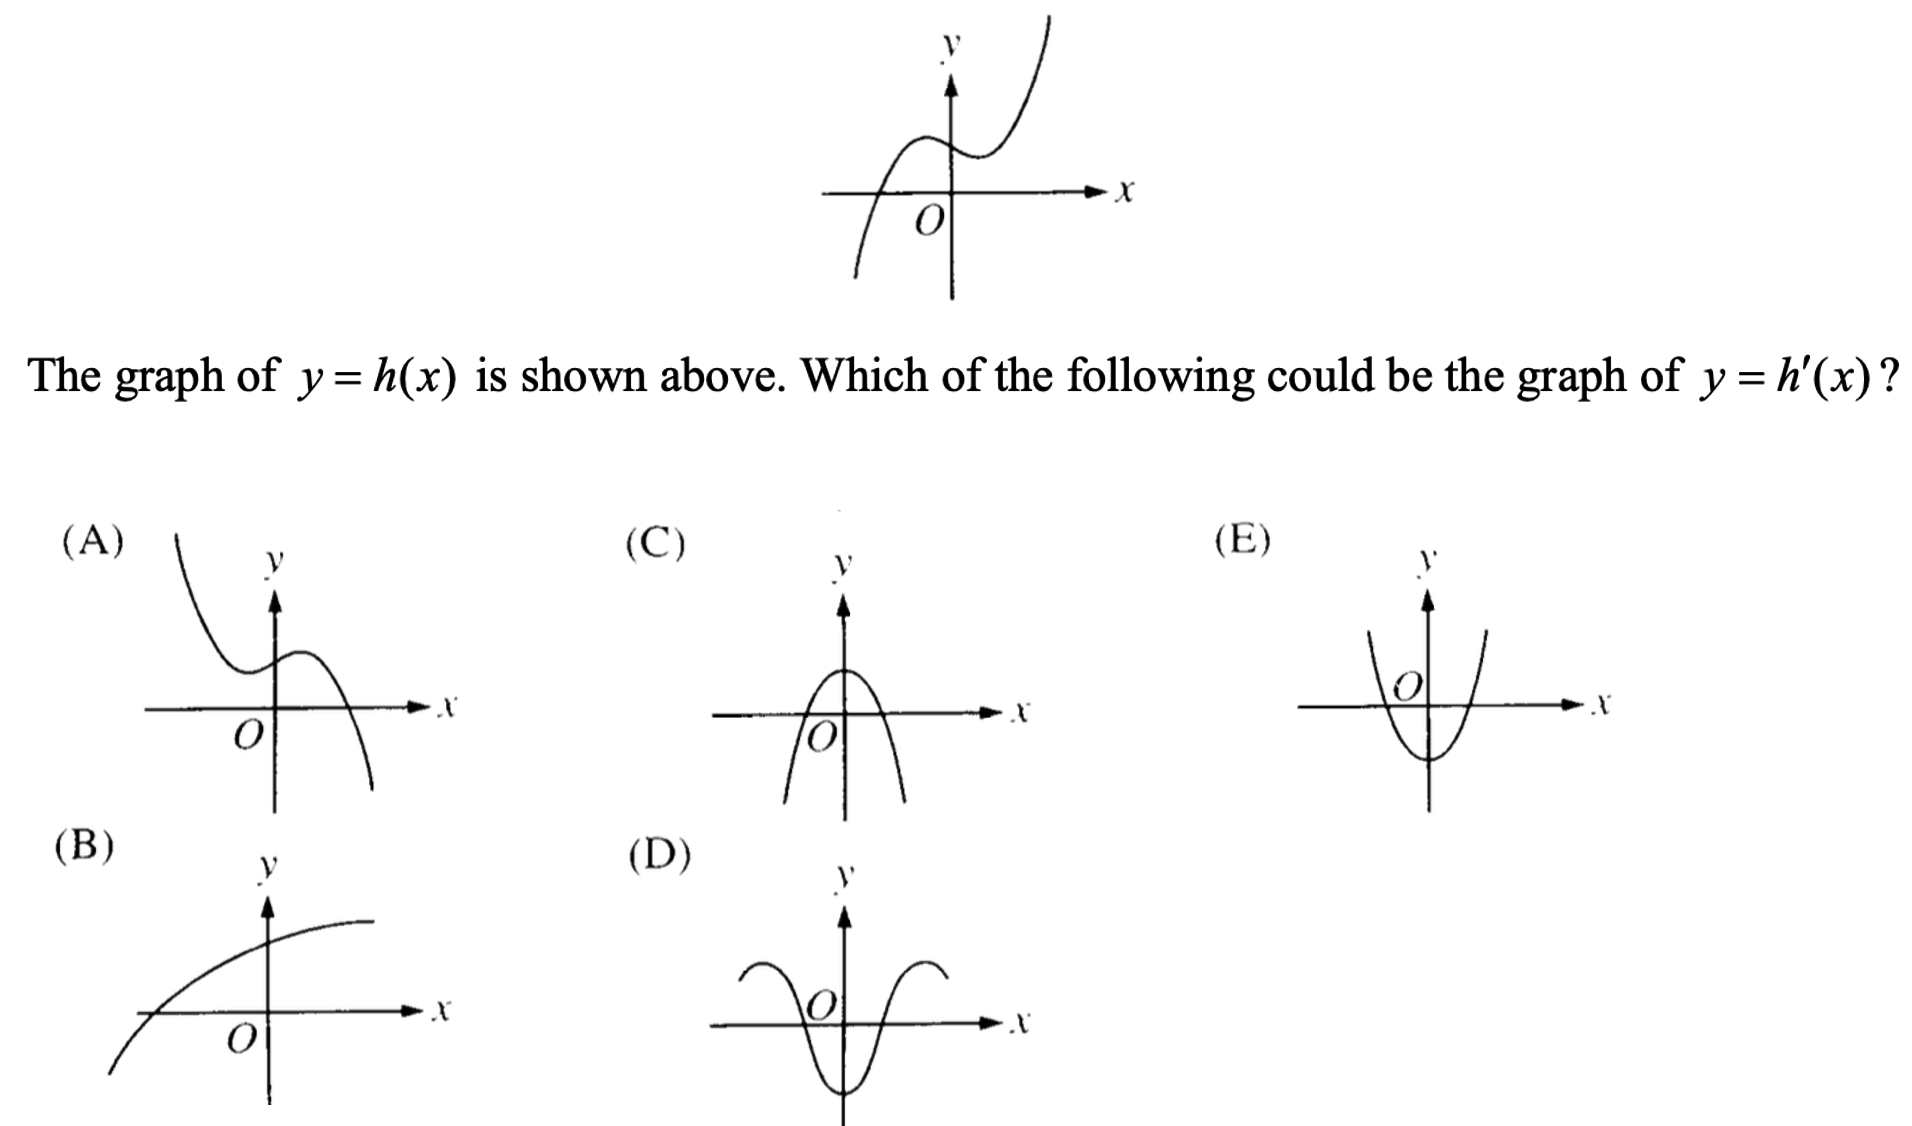 y
x
O
The graph of y = h(x) is shown above. Which of the following could be the graph of y = h′(x)?
(A) y x O
(C) y x O
(E) y O x
(B) y x O
(D) y O x